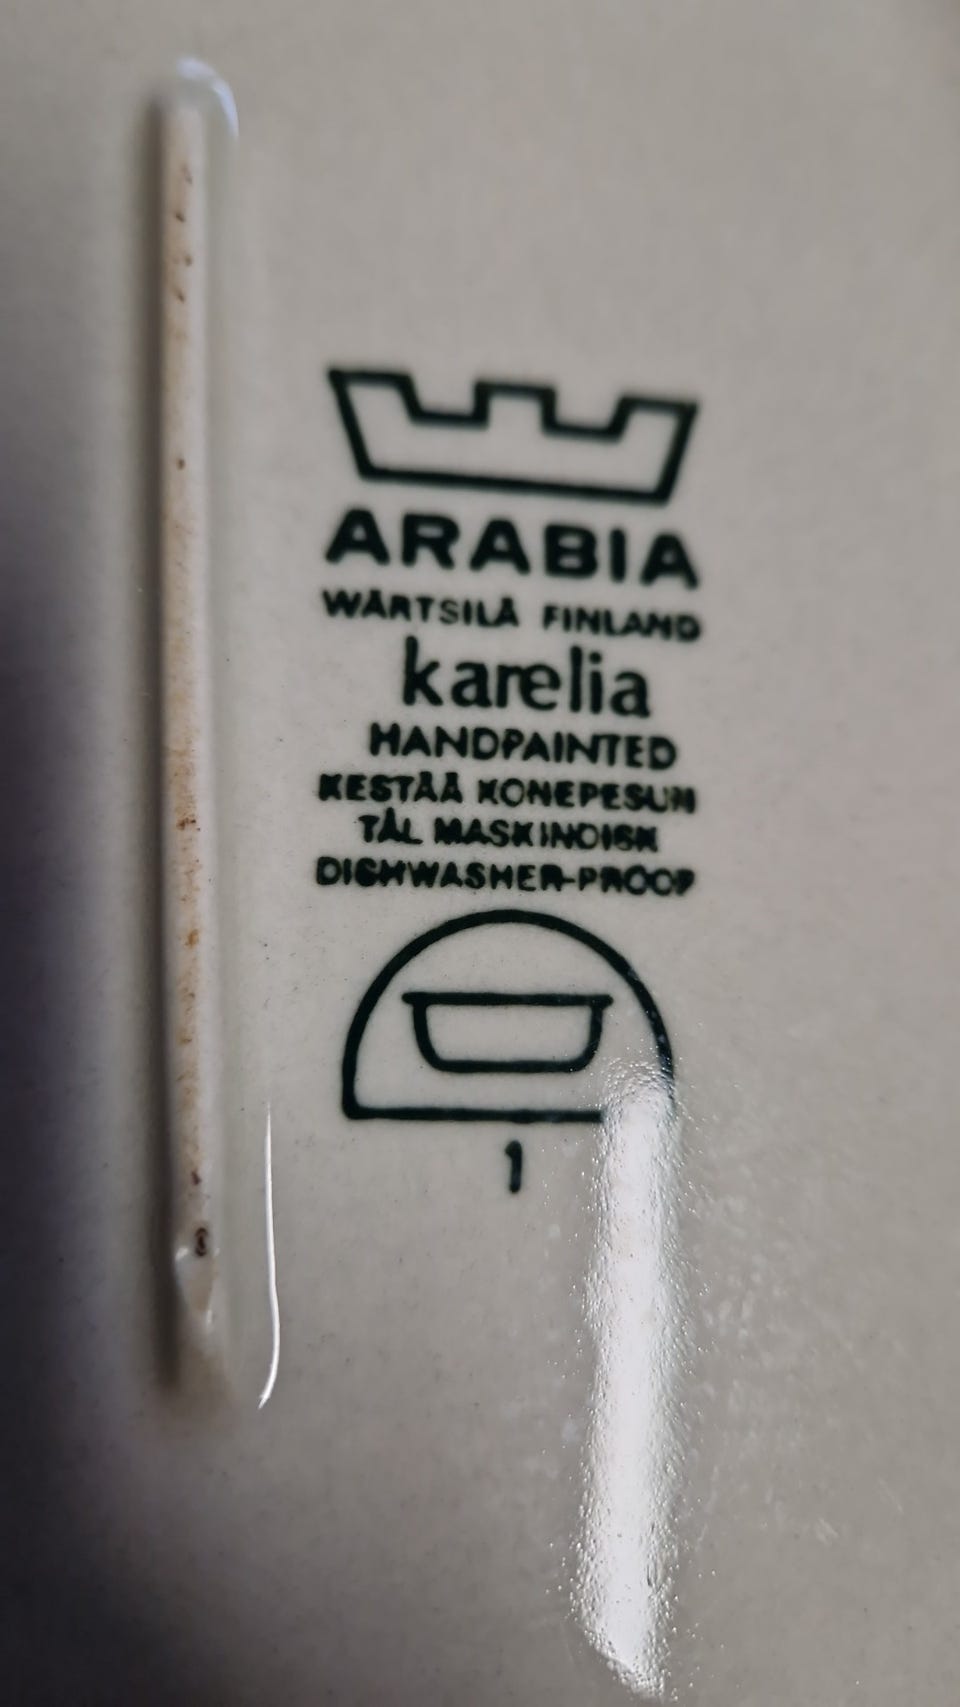 ARABIA
WÄRTSILÄ FINLAND
karelia
HANDPAINTED
KESTÄÄ KONEPESUN
TÅL MASKINDISK
DISHWASHER-PROOF
1